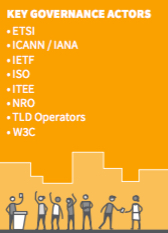 KEY GOVERNANCE ACTORS
• ETSI
• ICANN / IANA
• IETF
• ISO
• ITEE
• NRO
• TLD Operators
• W3C